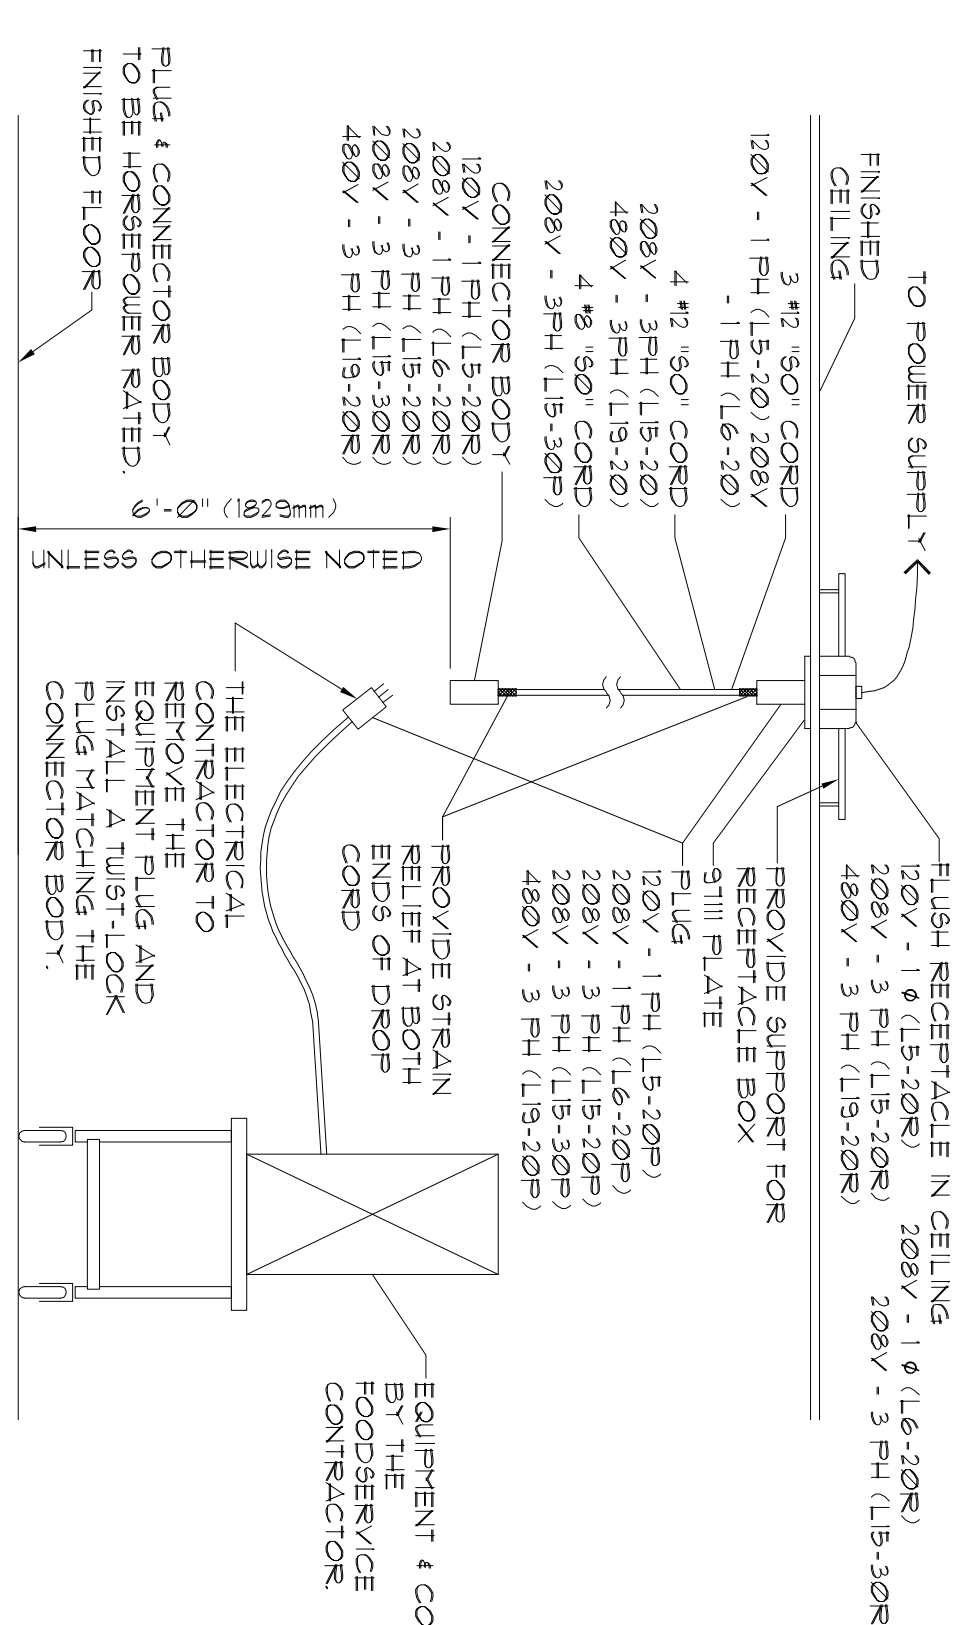 TO POWER SUPPLY
FINISHED
CEILING
3 #12 "SO" CORD
120V - 1 PH (L5-20) 208V
- 1 PH (L6-20)
4 #12 "SO" CORD
208V - 3PH (L15-20)
480V - 3PH (L19-20)
4 #8 "SO" CORD
208V - 3PH (L15-30P)
CONNECTOR BODY
120V - 1 PH (L5-20R)
208V - 1 PH (L6-20R)
208V - 3 PH (L15-20R)
208V - 3 PH (L15-30R)
480V - 3 PH (L19-20R)
PLUG & CONNECTOR BODY
TO BE HORSEPOWER RATED.
FINISHED FLOOR
6'-0" (1829mm)
UNLESS OTHERWISE NOTED
FLUSH RECEPTACLE IN CEILING
120V - 1 φ (L5-20R) 208V - 1 φ (L6-20R)
208V - 3 PH (L15-20R) 208V - 3 PH (L15-30R
480V - 3 PH (L19-20R)
PROVIDE SUPPORT FOR
RECEPTACLE BOX
97111 PLATE
PLUG
120V - 1 PH (L5-20P)
208V - 1 PH (L6-20P)
208V - 3 PH (L15-20P)
208V - 3 PH (L15-30P)
480V - 3 PH (L19-20P)
PROVIDE STRAIN
RELIEF AT BOTH
ENDS OF DROP
CORD
THE ELECTRICAL
CONTRACTOR TO
REMOVE THE
EQUIPMENT PLUG AND
INSTALL A TWIST-LOCK
PLUG MATCHING THE
CONNECTOR BODY.
EQUIPMENT & CO
BY THE
FOODSERVICE
CONTRACTOR.